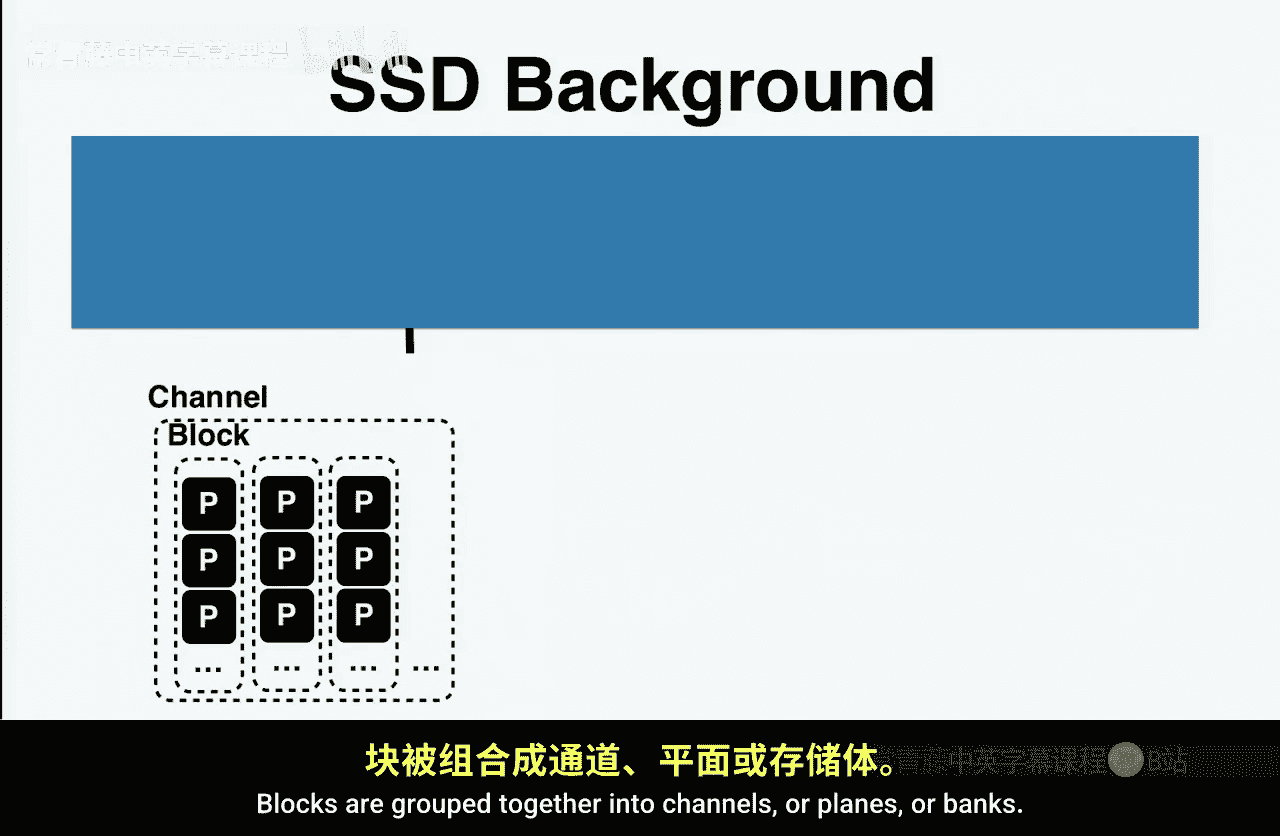 SSD Background
Channel
Block
P P P
P P P
P P P
... ... ... ...
块被组合成通道、平面或存储体。
Blocks are grouped together into channels, or planes, or banks.